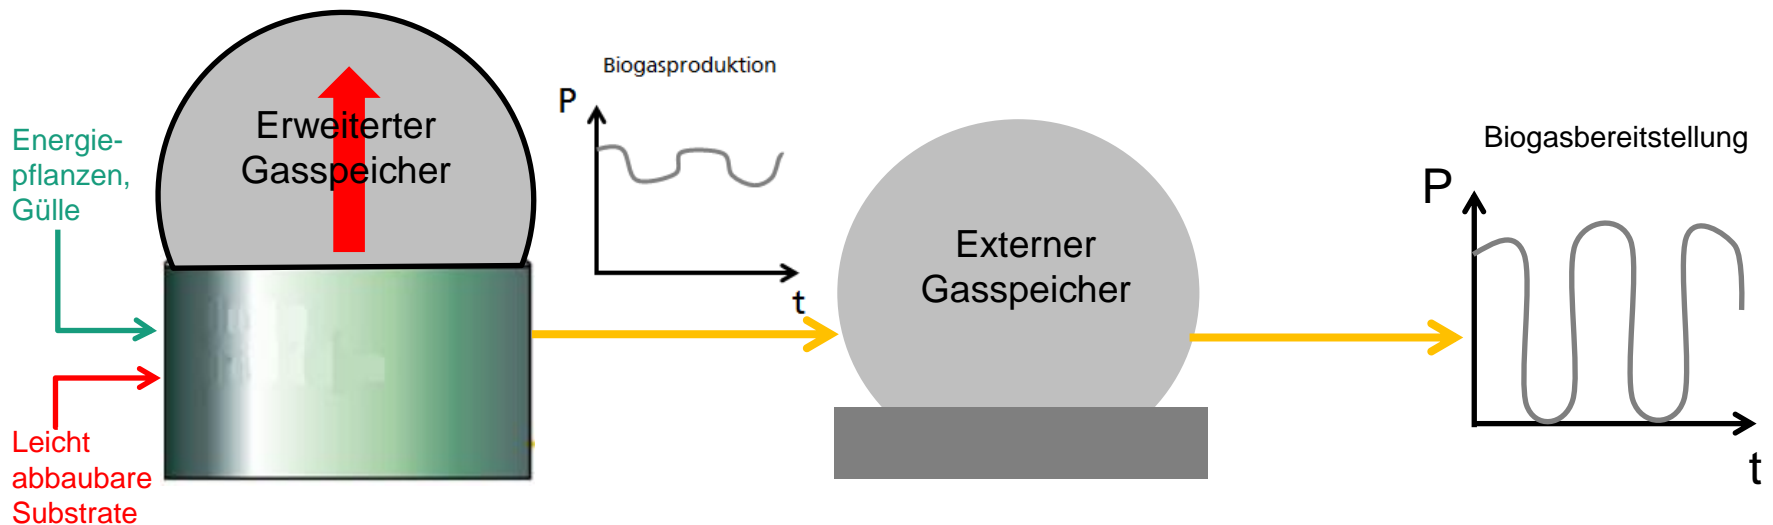 Energie-
pflanzen,
Gülle
Leicht
abbaubare
Substrate
Erweiterter
Gasspeicher
Biogasproduktion
P
t
Externer
Gasspeicher
Biogasbereitstellung
P
t